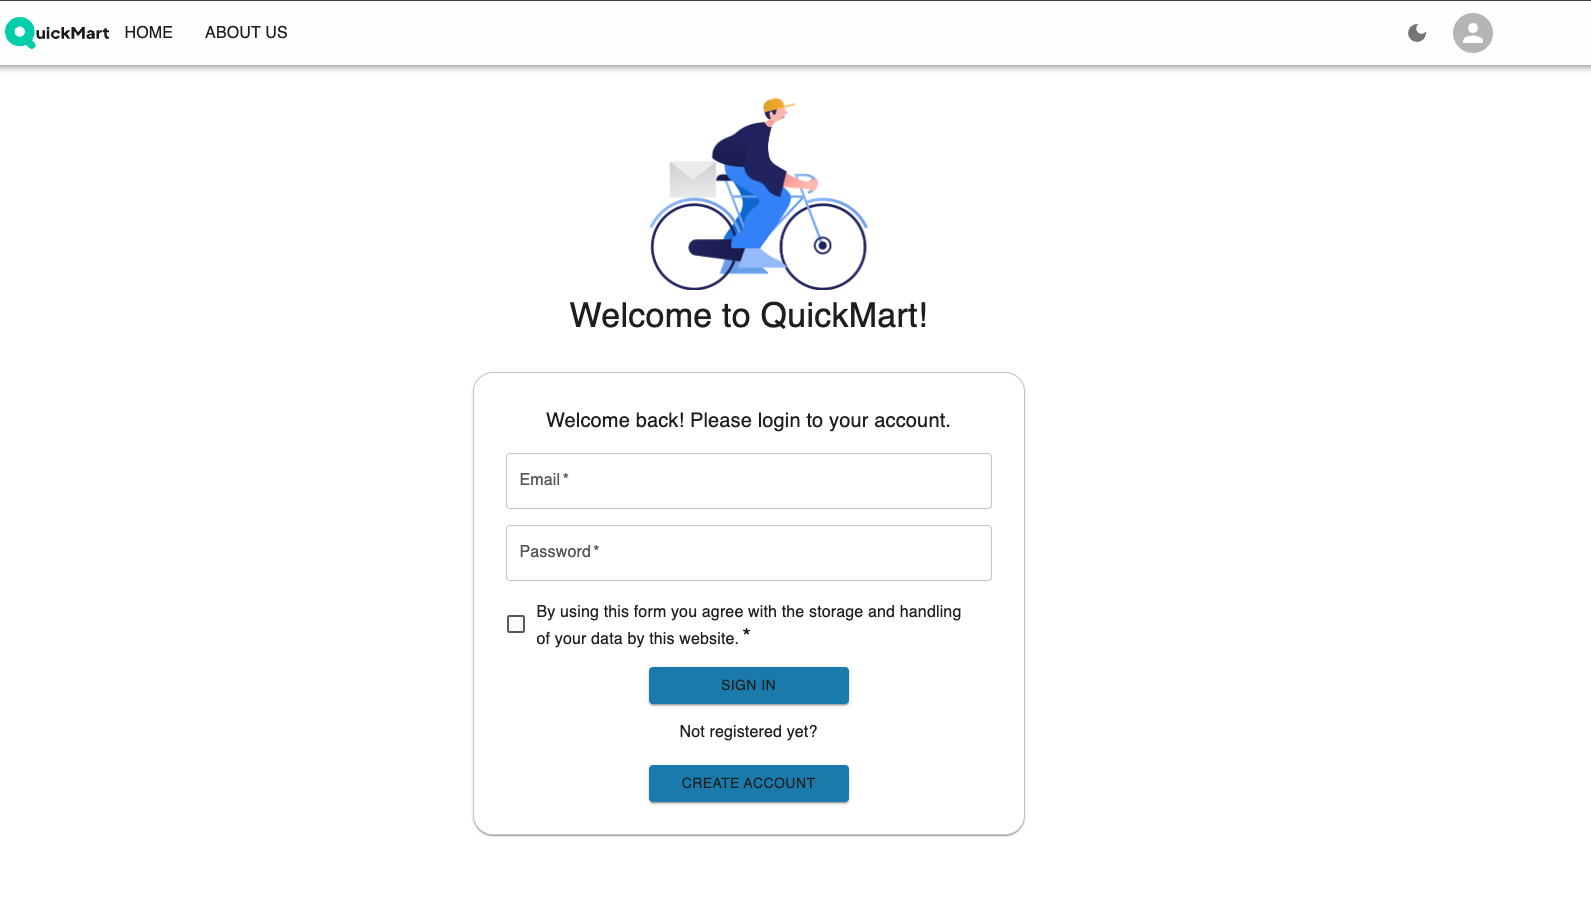 QuickMart HOME ABOUT US
Welcome to QuickMart!
Welcome back! Please login to your account.
Email *
Password *
By using this form you agree with the storage and handling
of your data by this website. *
SIGN IN
Not registered yet?
CREATE ACCOUNT